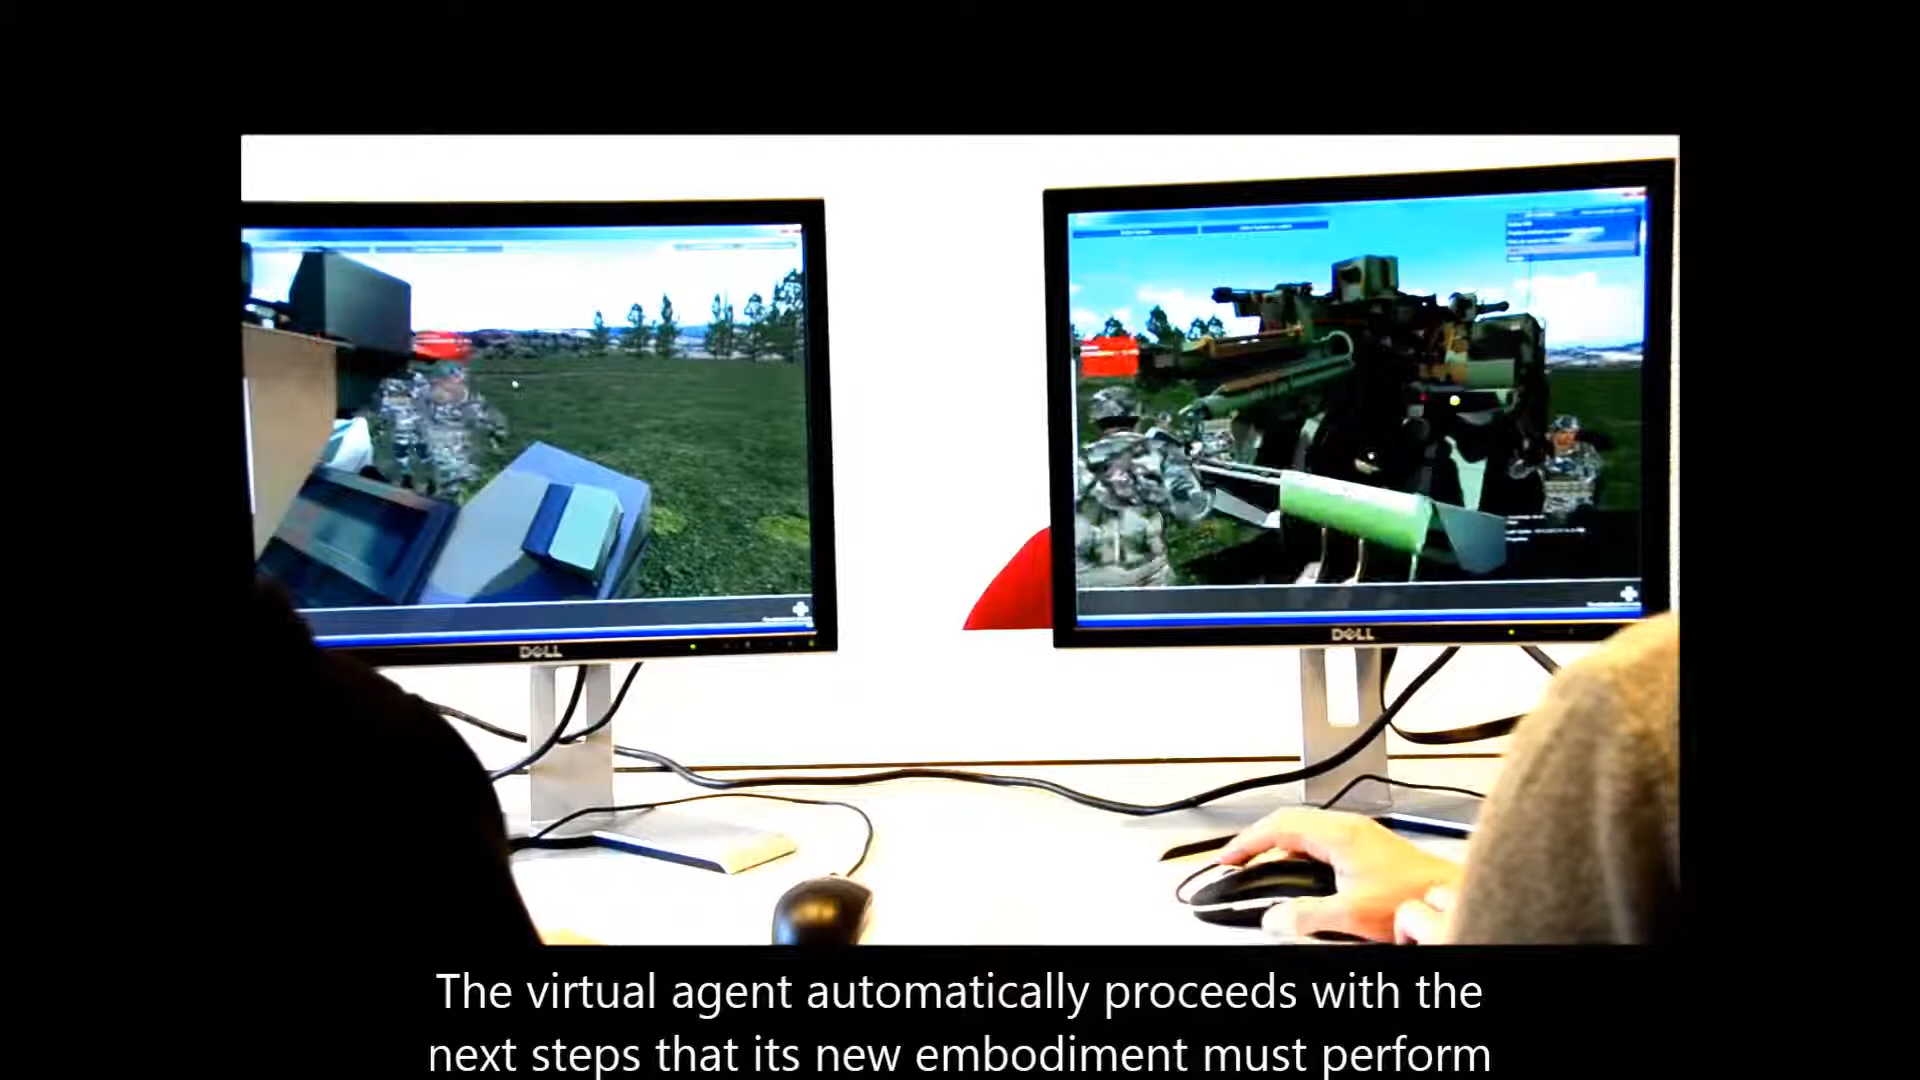 DELL
DELL
The virtual agent automatically proceeds with the
next steps that its new embodiment must perform